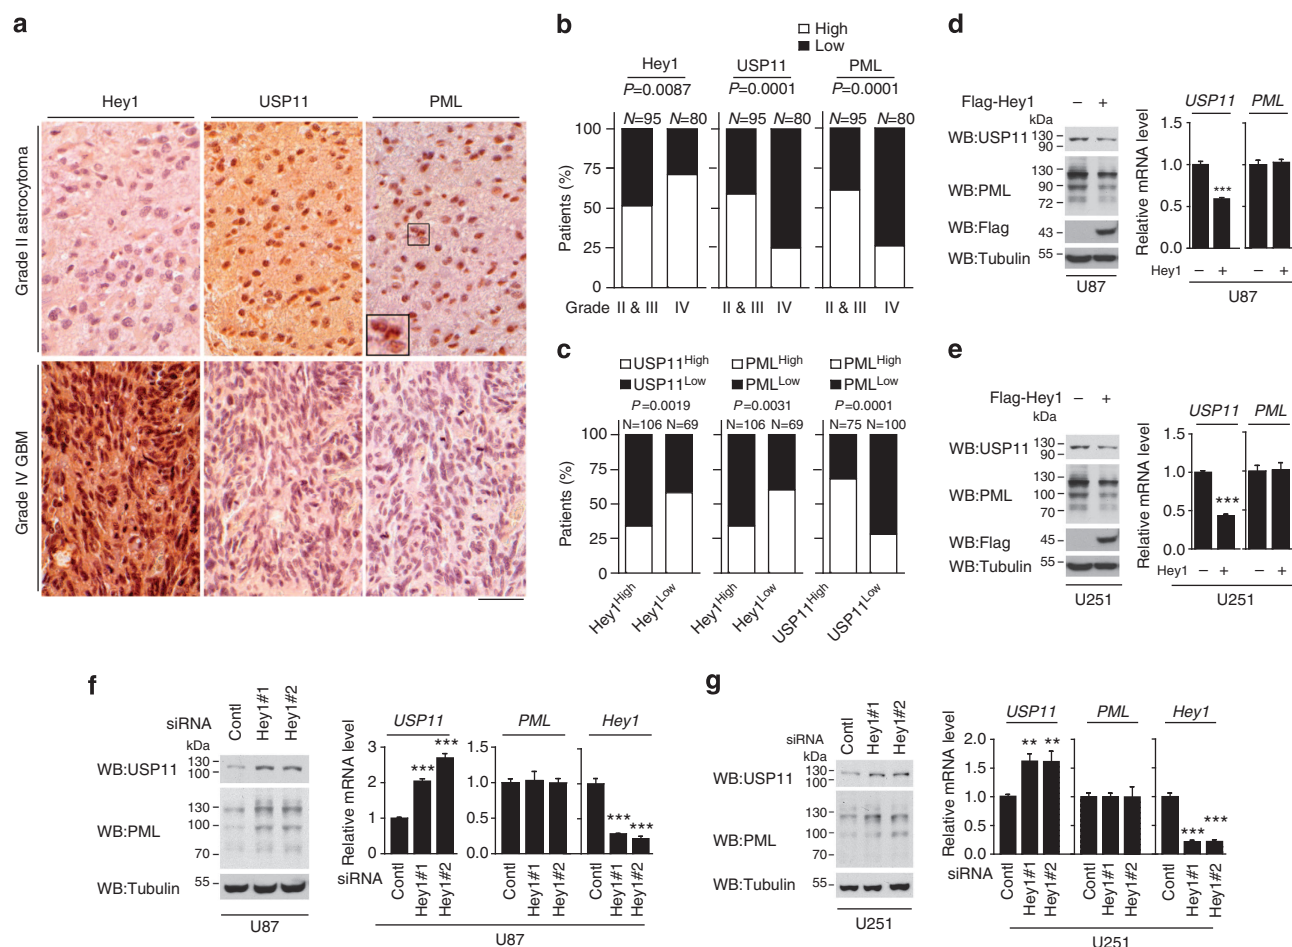 a
Hey1 USP11 PML
Grade II astrocytoma
Grade IV GBM
b
High
Low
Hey1 USP11 PML
P=0.0087 P=0.0001 P=0.0001
N=95 N=80 N=95 N=80 N=95 N=80
Patients (%)
100
75
50
25
0
Grade II & III IV II & III IV II & III IV
c
USP11High PMLHigh PMLHigh
USP11Low PMLLow PMLLow
P=0.0019 P=0.0031 P=0.0001
N=106 N=69 N=106 N=69 N=75 N=100
Patients (%)
100
75
50
25
0
Hey1High Hey1Low Hey1High Hey1Low USP11High USP11Low
d
Flag-Hey1 – +
kDa
WB:USP11 130 90
WB:PML 130 90 72
WB:Flag 43
WB:Tubulin 55
U87
USP11 PML
Relative mRNA level
1.5
1.0
0.5
0.0
***
Hey1 – + – +
U87
e
Flag-Hey1 – +
kDa
WB:USP11 130 90
WB:PML 130 100 70
WB:Flag 45
WB:Tubulin 55
U251
USP11 PML
Relative mRNA level
1.5
1.0
0.5
0.0
***
Hey1 – + – +
U251
f
siRNA Contl Hey1#1 Hey1#2
kDa
WB:USP11 130 100
WB:PML 130 100 70
WB:Tubulin 55
U87
USP11 PML Hey1
Relative mRNA level
3
2
1
0
*** ***
1.5
1.0
0.5
0.0
*** ***
siRNA Contl Hey1#1 Hey1#2 Contl Hey1#1 Hey1#2 Contl Hey1#1 Hey1#2
U87
g
siRNA Contl Hey1#1 Hey1#2
kDa
WB:USP11 130 100
WB:PML 130 100 70
WB:Tubulin 55
U251
USP11 PML Hey1
Relative mRNA level
2.0
1.5
1.0
0.5
0.0
** **
*** ***
siRNA Contl Hey1#1 Hey1#2 Contl Hey1#1 Hey1#2 Contl Hey1#1 Hey1#2
U251